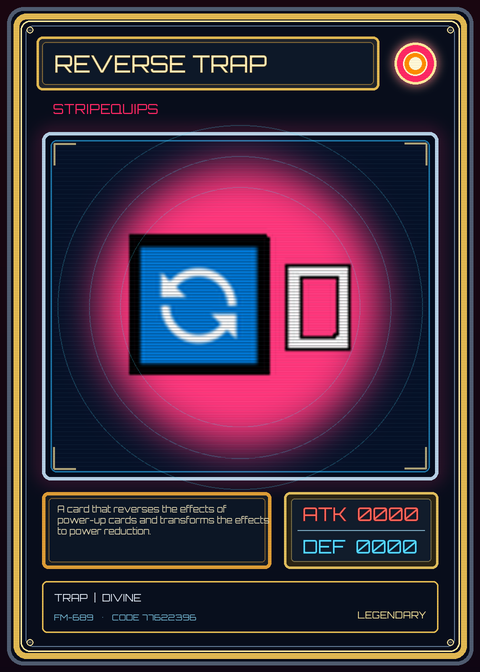 REVERSE TRAP
STRIPEQUIPS
A card that reverses the effects of
power-up cards and transforms the effects
to power reduction.
ATK 0000
DEF 0000
TRAP | DIVINE
FM-689 · CODE 77622396
LEGENDARY